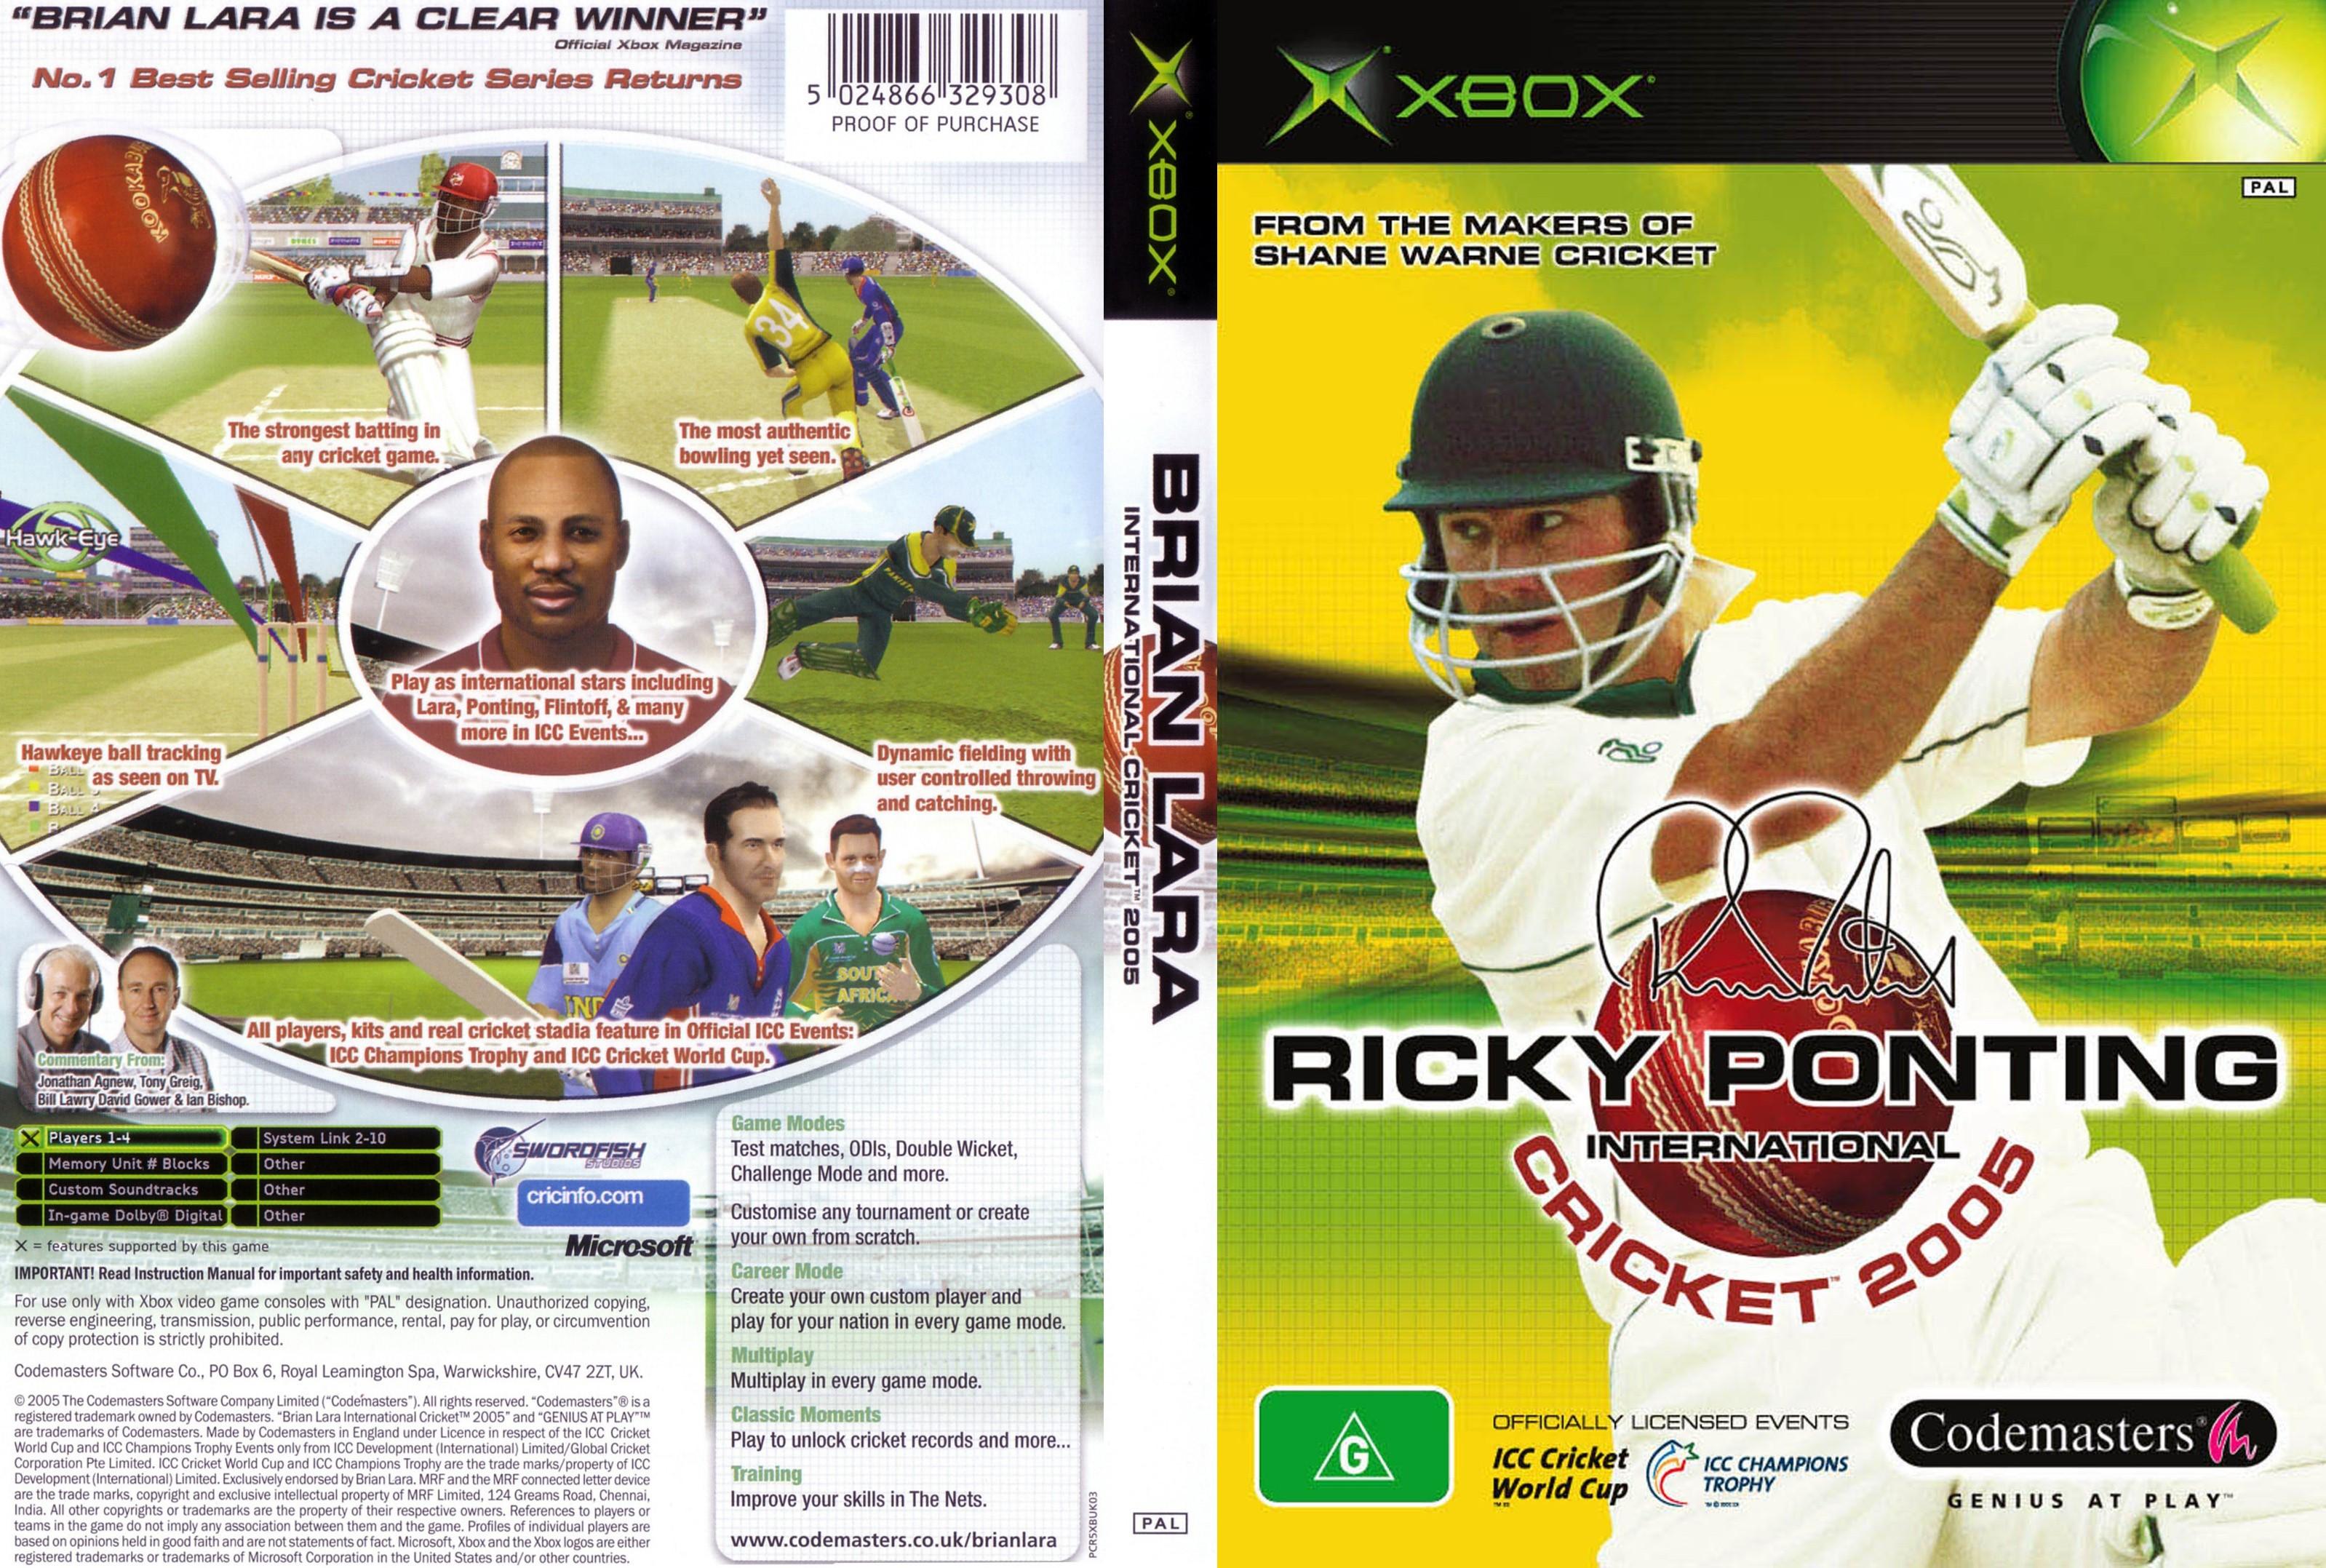 “BRIAN LARA IS A CLEAR WINNER”
Official Xbox Magazine
No.1 Best Selling Cricket Series Returns
5 024866 329308
PROOF OF PURCHASE
KOOKABURRA
34
The strongest batting in
any cricket game.
The most authentic
bowling yet seen.
Hawk-Eye
PAKISTAN
Play as international stars including
Lara, Ponting, Flintoff, & many
more in ICC Events...
Hawkeye ball tracking
as seen on TV.
BALL
BALL 3
BALL 4
Dynamic fielding with
user controlled throwing
and catching.
IND
SOUTH
AFRICA
All players, kits and real cricket stadia feature in Official ICC Events:
ICC Champions Trophy and ICC Cricket World Cup.
Commentary From:
Jonathan Agnew, Tony Greig,
Bill Lawry David Gower & Ian Bishop.
Players 1-4
System Link 2-10
Memory Unit # Blocks
Other
Custom Soundtracks
Other
In-game Dolby® Digital
Other
X = features supported by this game
SWORDFISH
STUDIOS
cricinfo.com
Microsoft
IMPORTANT! Read Instruction Manual for important safety and health information.
For use only with Xbox video game consoles with "PAL" designation. Unauthorized copying,
reverse engineering, transmission, public performance, rental, pay for play, or circumvention
of copy protection is strictly prohibited.
Codemasters Software Co., PO Box 6, Royal Leamington Spa, Warwickshire, CV47 2ZT, UK.
© 2005 The Codemasters Software Company Limited (“Codemasters”). All rights reserved. “Codemasters”® is a
registered trademark owned by Codemasters. “Brian Lara International Cricket™ 2005” and “GENIUS AT PLAY”™
are trademarks of Codemasters. Made by Codemasters in England under Licence in respect of the ICC Cricket
World Cup and ICC Champions Trophy Events only from ICC Development (International) Limited/Global Cricket
Corporation Pte Limited. ICC Cricket World Cup and ICC Champions Trophy are the trade marks/property of ICC
Development (International) Limited. Exclusively endorsed by Brian Lara. MRF and the MRF connected letter device
are the trade marks, copyright and exclusive intellectual property of MRF Limited, 124 Greams Road, Chennai,
India. All other copyrights or trademarks are the property of their respective owners. References to players or
teams in the game do not imply any association between them and the game. Profiles of individual players are
based on opinions held in good faith and are not statements of fact. Microsoft, Xbox and the Xbox logos are either
registered trademarks or trademarks of Microsoft Corporation in the United States and/or other countries.
Game Modes
Test matches, ODIs, Double Wicket,
Challenge Mode and more.
Customise any tournament or create
your own from scratch.
Career Mode
Create your own custom player and
play for your nation in every game mode.
Multiplay
Multiplay in every game mode.
Classic Moments
Play to unlock cricket records and more...
Training
Improve your skills in The Nets.
www.codemasters.co.uk/brianlara
PCR5XBUK03
XBOX®
BRIAN LARA
INTERNATIONAL CRICKET™ 2005
PAL
XBOX®
PAL
FROM THE MAKERS OF
SHANE WARNE CRICKET
RICKY PONTING
INTERNATIONAL
CRICKET™ 2005
G
OFFICIALLY LICENSED EVENTS
ICC Cricket
World Cup
ICC CHAMPIONS
TROPHY
Codemasters®
GENIUS AT PLAY™